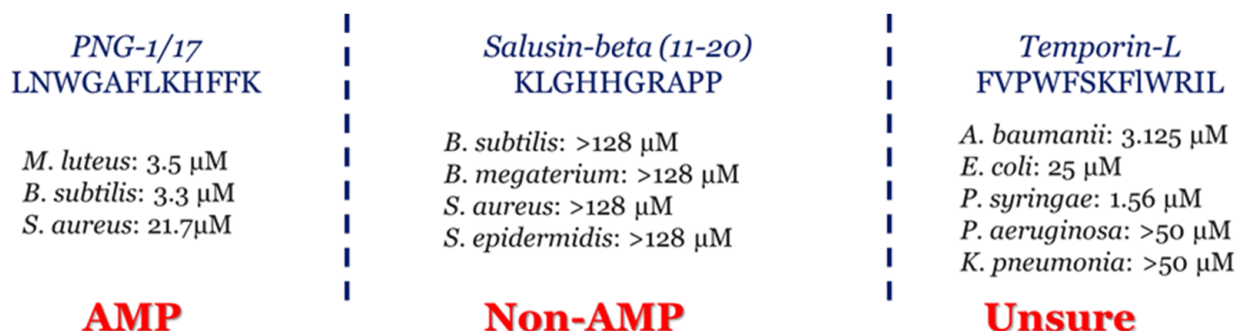 PNG-1/17
LNWGAFLKHFFK
M. luteus: 3.5 µM
B. subtilis: 3.3 µM
S. aureus: 21.7µM
AMP
Salusin-beta (11-20)
KLGHHGRAPP
B. subtilis: >128 µM
B. megaterium: >128 µM
S. aureus: >128 µM
S. epidermidis: >128 µM
Non-AMP
Temporin-L
FVPWFSKFlWRIL
A. baumanii: 3.125 µM
E. coli: 25 µM
P. syringae: 1.56 µM
P. aeruginosa: >50 µM
K. pneumonia: >50 µM
Unsure